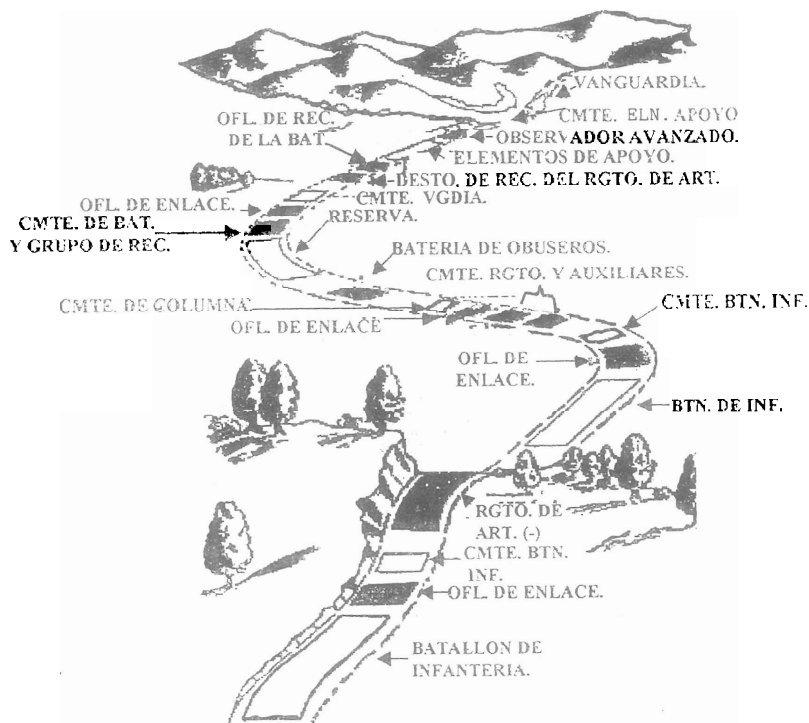 VANGUARDIA.
OFL. DE REC.
DE LA BAT.
CMTE. ELN. APOYO
OBSERVADOR AVANZADO.
ELEMENTOS DE APOYO.
DESTO. DE REC. DEL RGTO. DE ART.
CMTE. VGDIA.
OFL. DE ENLACE.
RESERVA.
CMTE. DE BAT.
Y GRUPO DE REC.
BATERIA DE OBUSEROS.
CMTE. RGTO. Y AUXILIARES.
CMTE. DE COLUMNA.
OFL. DE ENLACE
CMTE. BTN. INF.
OFL. DE
ENLACE.
BTN. DE INF.
RGTO. DE
ART. (-)
CMTE. BTN.
INF.
OFL. DE ENLACE.
BATALLON DE
INFANTERIA.